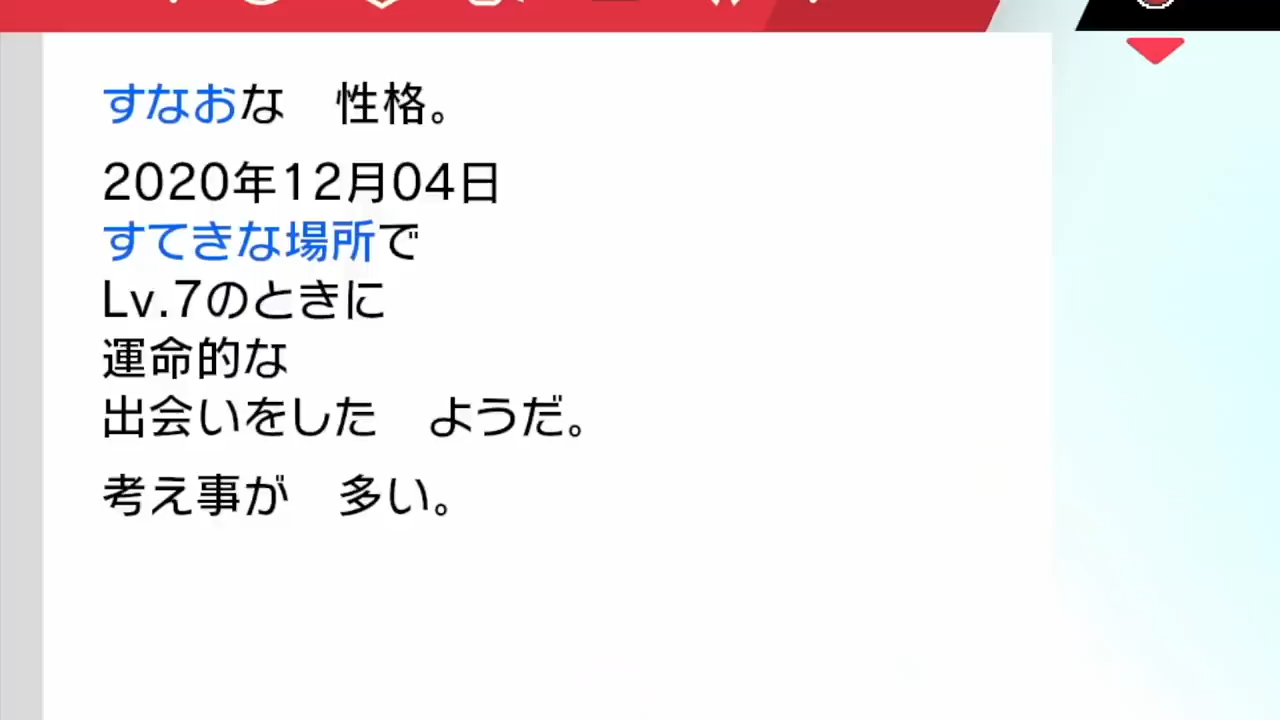 すなおな　性格。
2020年12月04日
すてきな場所で
Lv.7のときに
運命的な
出会いをした　ようだ。
考え事が　多い。